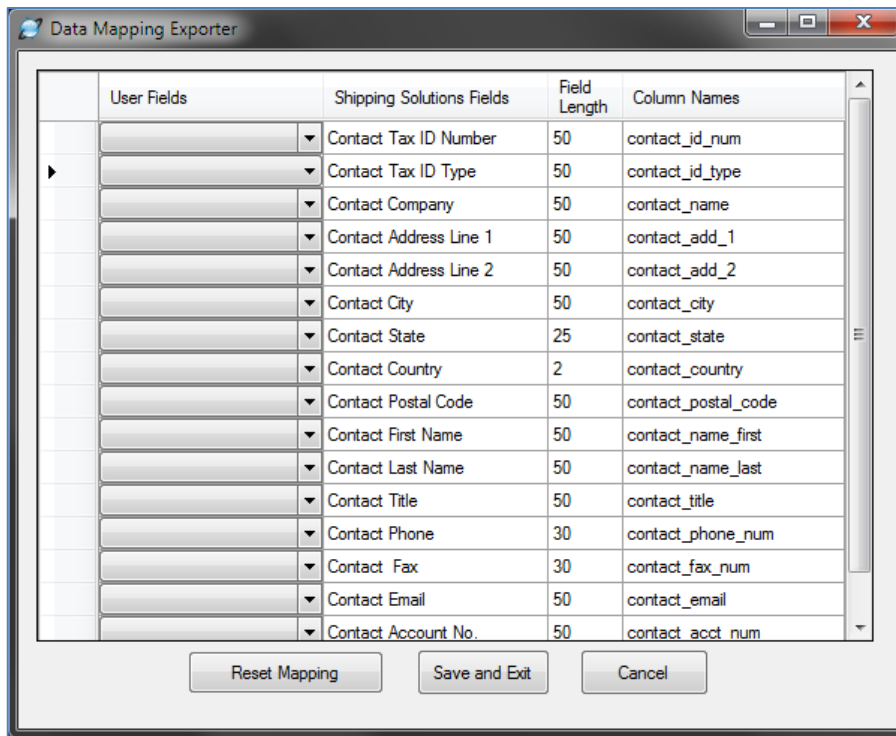 Data Mapping Exporter
User Fields Shipping Solutions Fields Field Length Column Names
Contact Tax ID Number 50 contact_id_num
Contact Tax ID Type 50 contact_id_type
Contact Company 50 contact_name
Contact Address Line 1 50 contact_add_1
Contact Address Line 2 50 contact_add_2
Contact City 50 contact_city
Contact State 25 contact_state
Contact Country 2 contact_country
Contact Postal Code 50 contact_postal_code
Contact First Name 50 contact_name_first
Contact Last Name 50 contact_name_last
Contact Title 50 contact_title
Contact Phone 30 contact_phone_num
Contact  Fax 30 contact_fax_num
Contact Email 50 contact_email
Contact Account No. 50 contact_acct_num
Reset Mapping Save and Exit Cancel